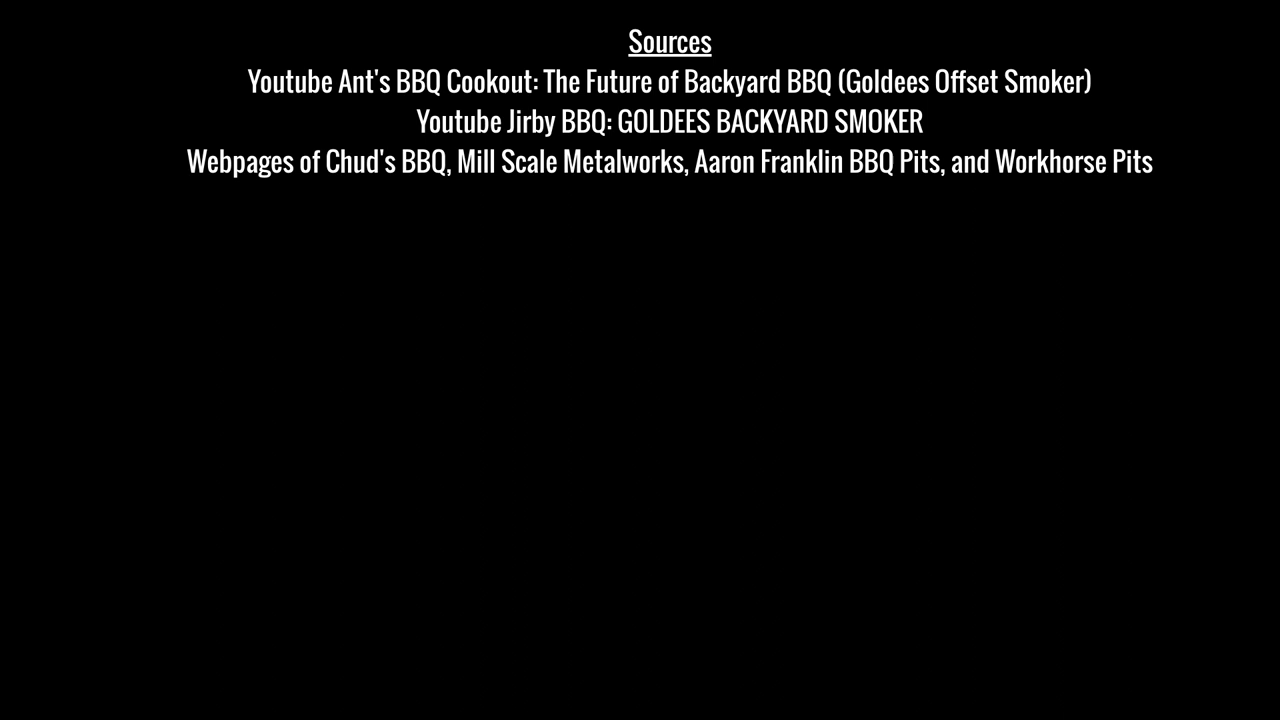 Sources
Youtube Ant's BBQ Cookout: The Future of Backyard BBQ (Goldees Offset Smoker)
Youtube Jirby BBQ: GOLDEES BACKYARD SMOKER
Webpages of Chud's BBQ, Mill Scale Metalworks, Aaron Franklin BBQ Pits, and Workhorse Pits